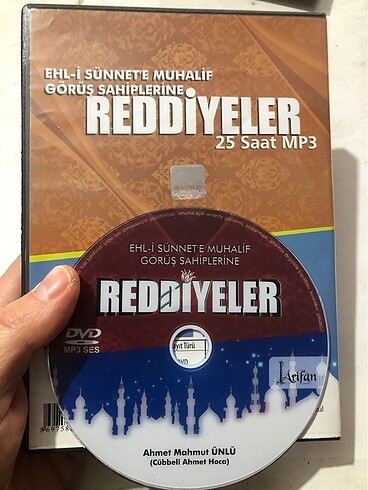 EHL-İ SÜNNET'E MUHALİF
GÖRÜŞ SAHİPLERİNE
REDDİYELER
25 Saat MP3
EHL-İ SÜNNET'E MUHALİF
GÖRÜŞ SAHİPLERİNE
REDDİYELER
DVD
MP3 SES
Türü
Arifan
Ahmet Mahmut ÜNLÜ
(Cübbeli Ahmet Hoca)